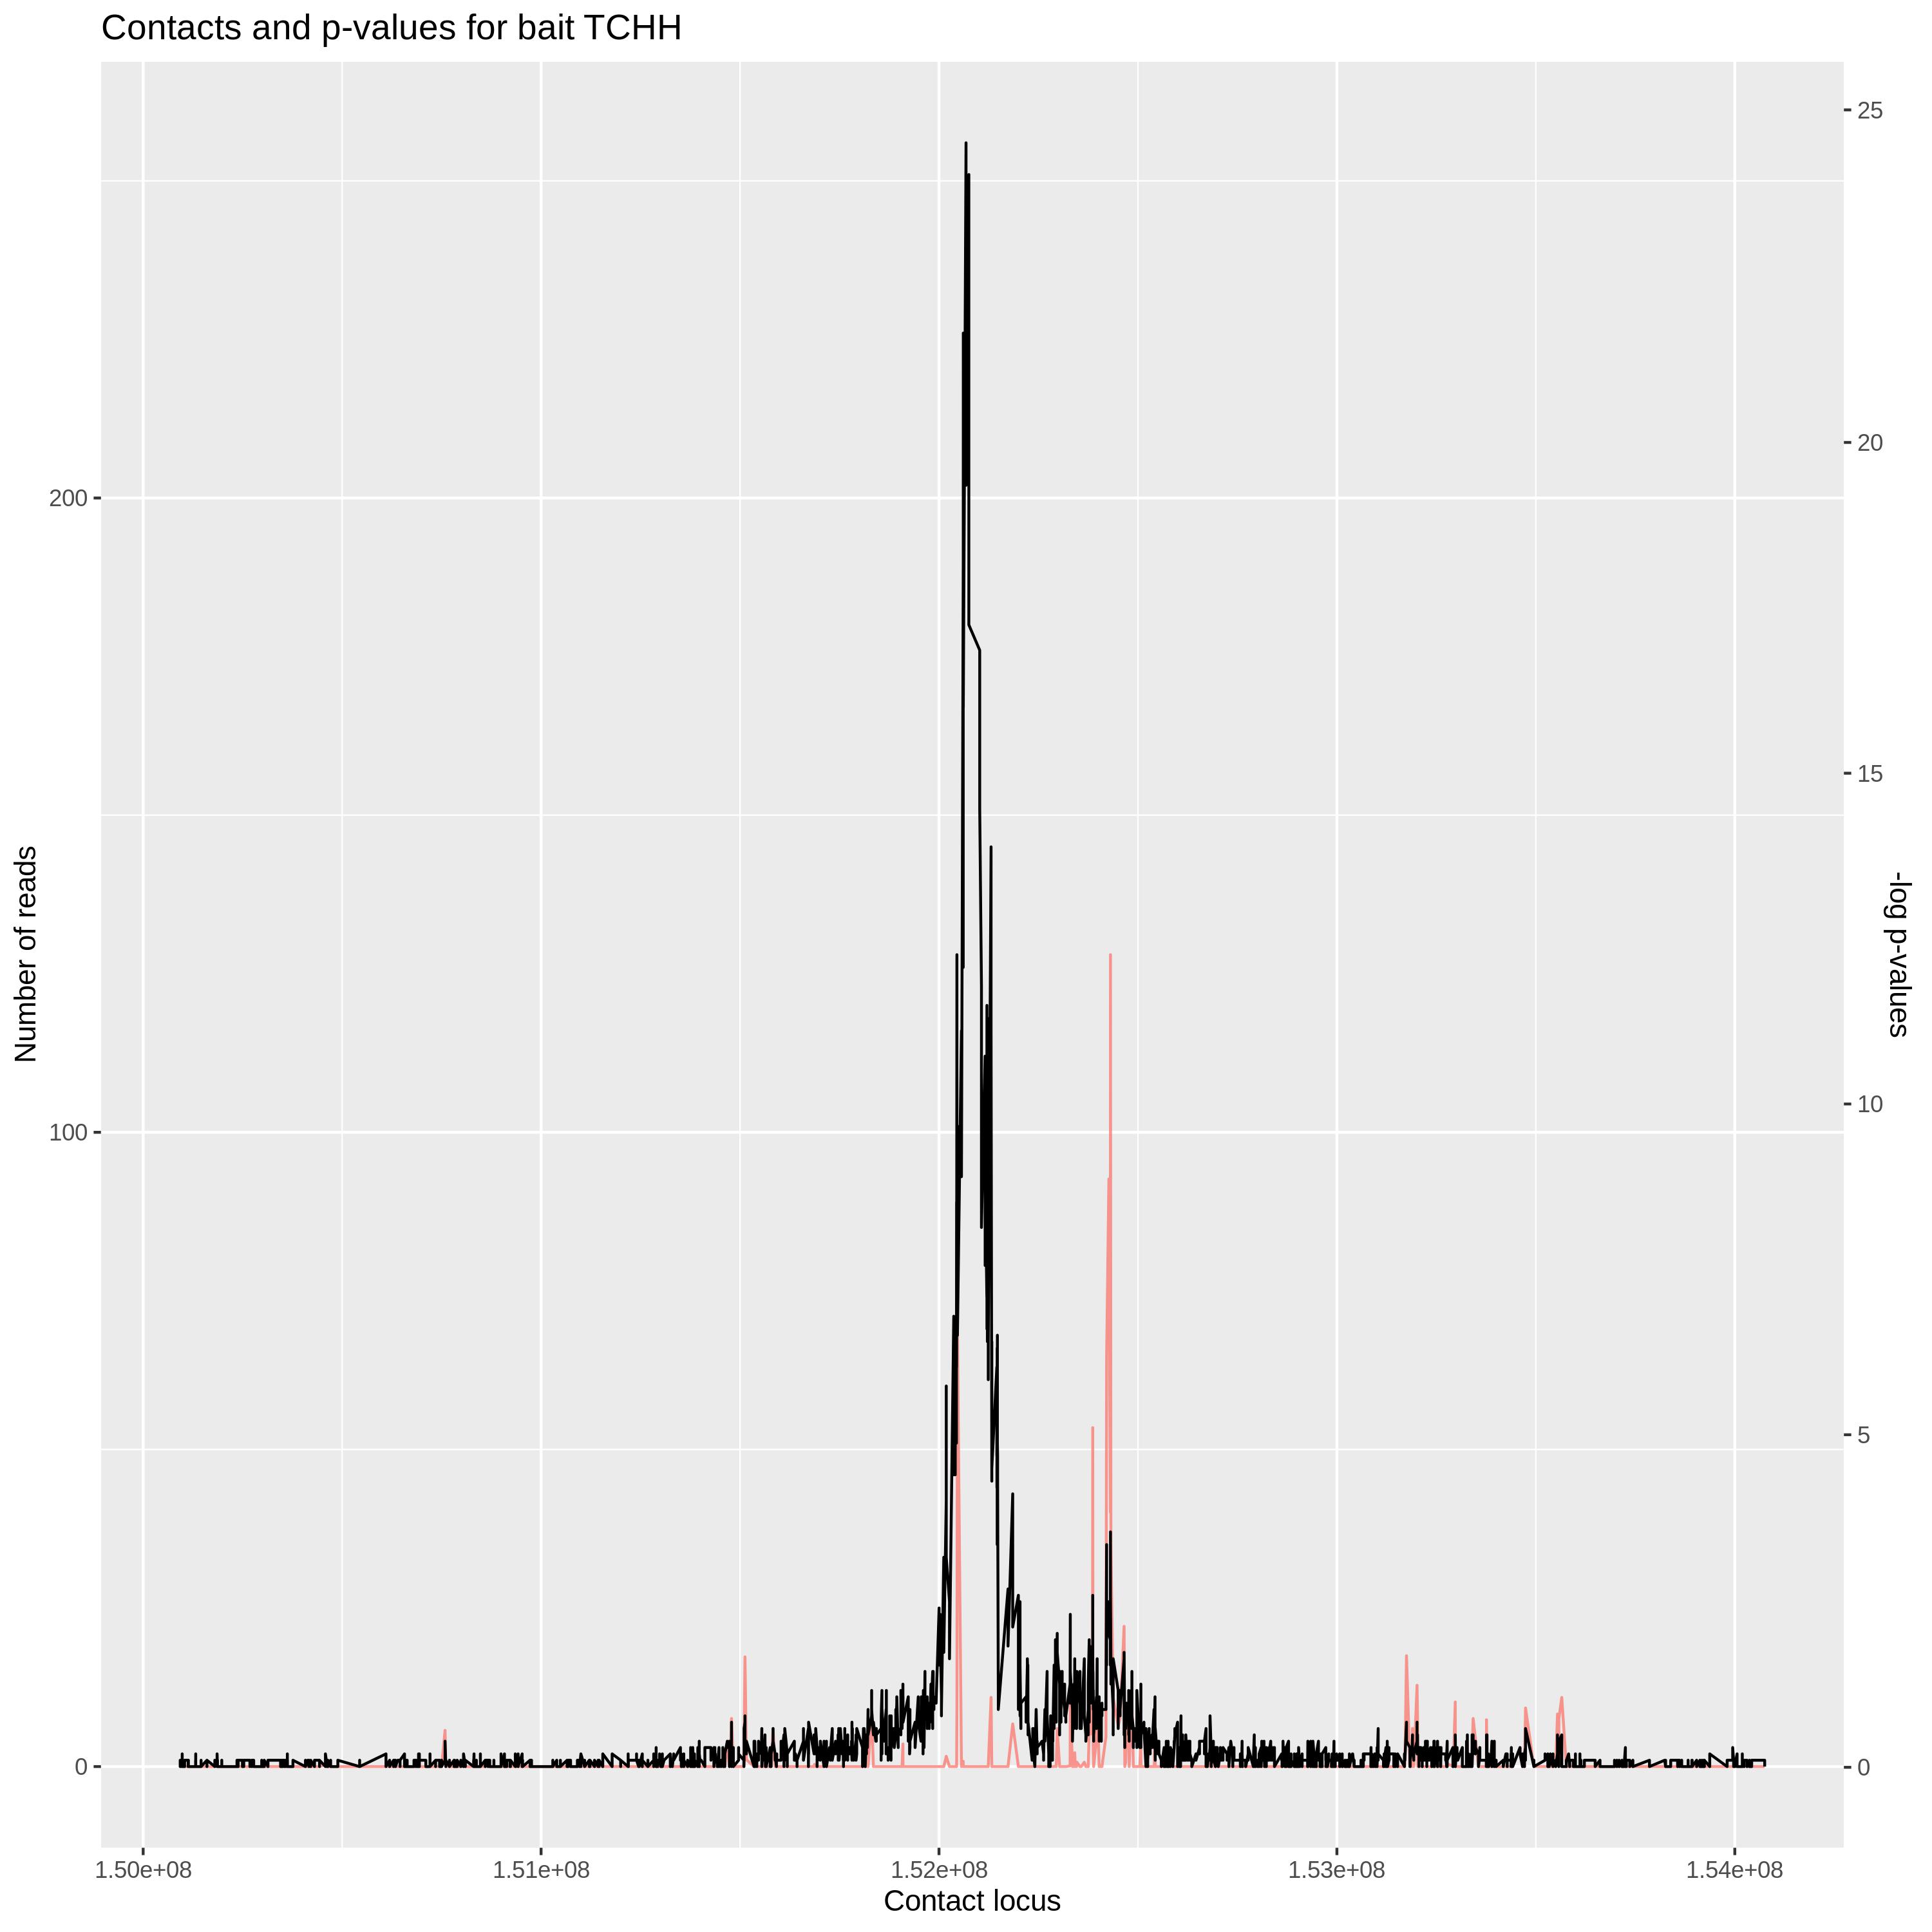 Contacts and p-values for bait TCHH
25
20
200
15
Number of reads
-log p-values
10
100
5
0
0
1.50e+08 1.51e+08 1.52e+08 1.53e+08 1.54e+08
Contact locus